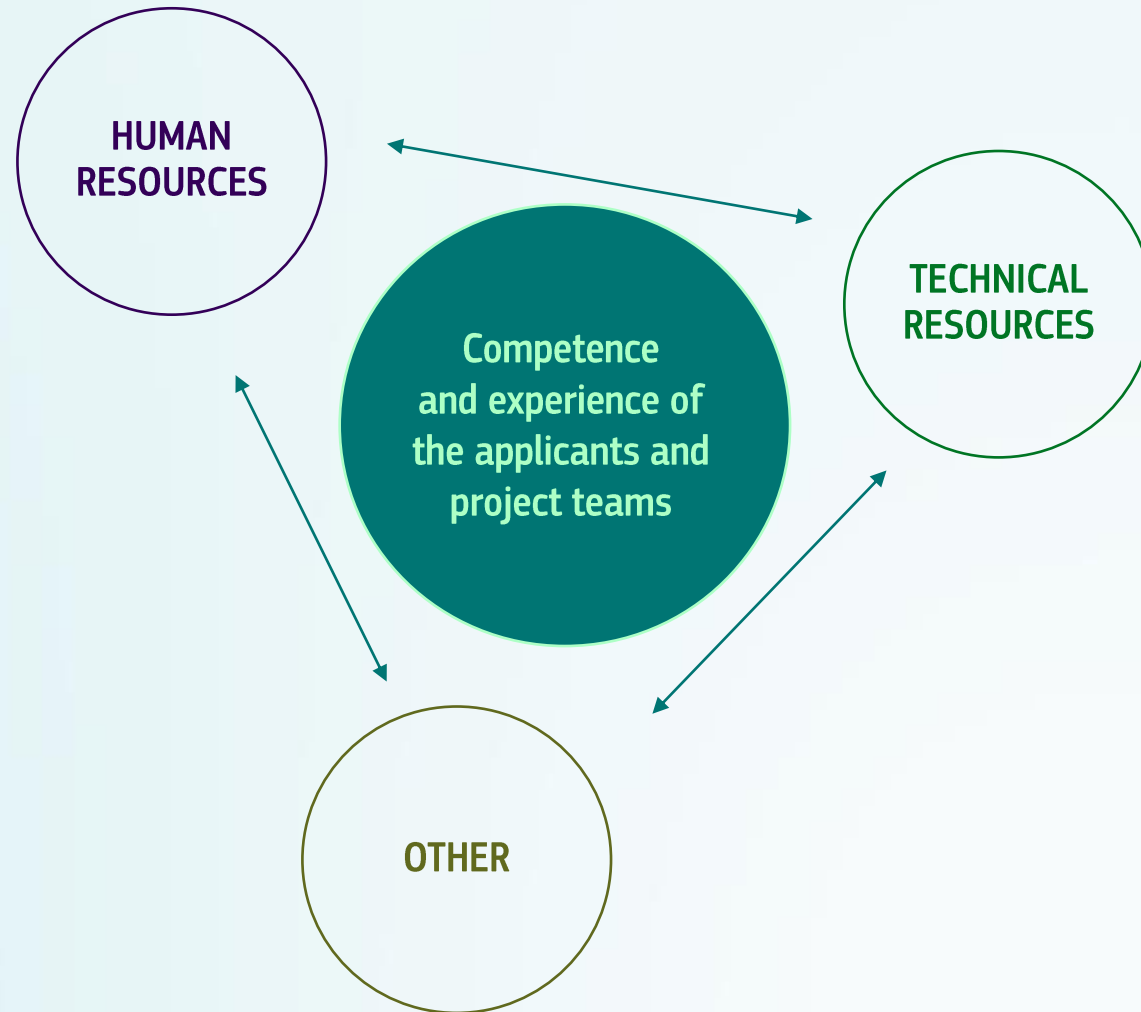 HUMAN
RESOURCES
TECHNICAL
RESOURCES
Competence
and experience of
the applicants and
project teams
OTHER